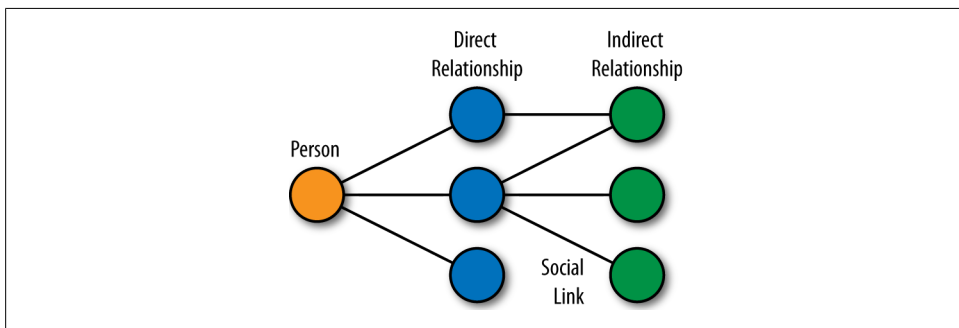 Direct
Relationship
Indirect
Relationship
Person
Social
Link